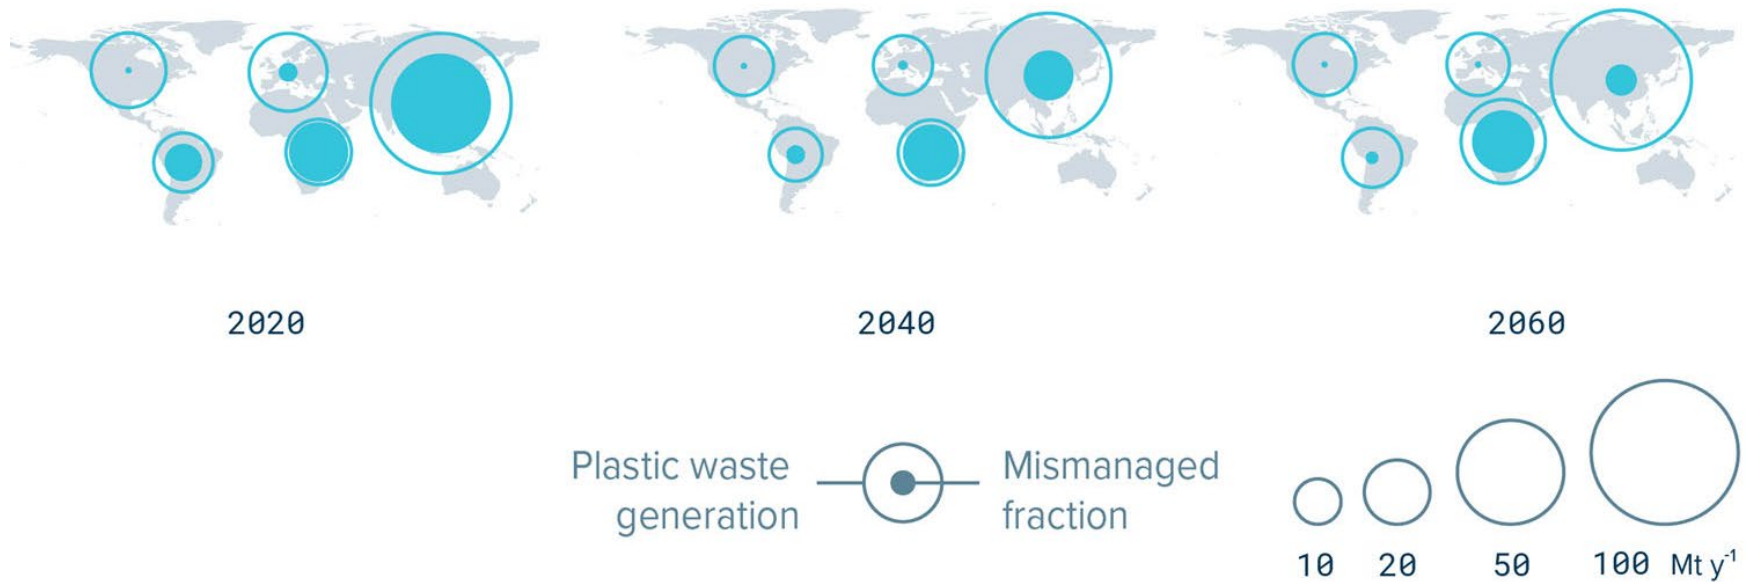 2020
2040
2060
Plastic waste
generation
Mismanaged
fraction
10 20 50 100 Mt y⁻¹